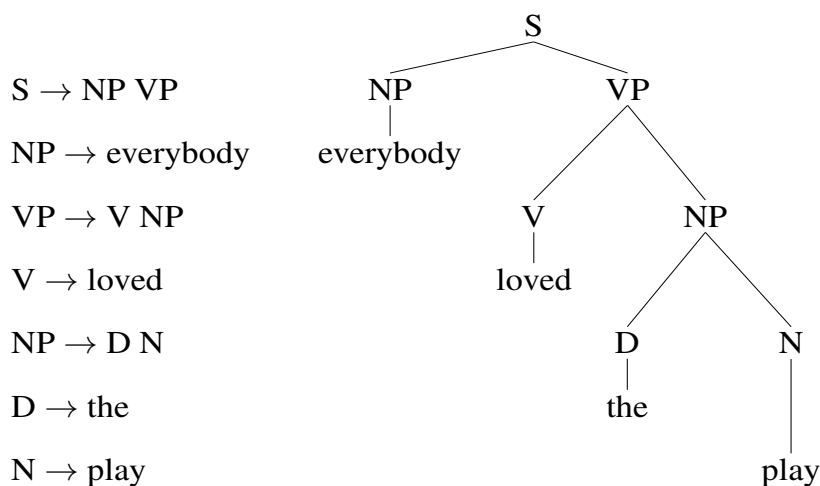 S
S → NP VP NP VP
NP → everybody everybody
VP → V NP V NP
V → loved loved
NP → D N D N
D → the the
N → play play